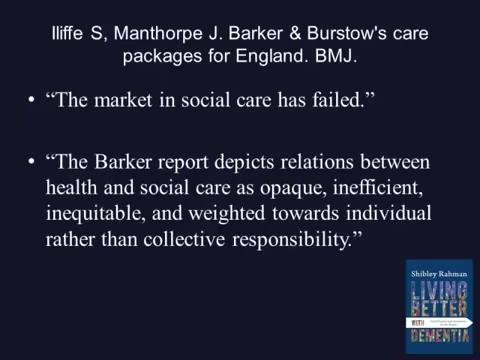 Iliffe S, Manthorpe J. Barker & Burstow's care
packages for England. BMJ.
• “The market in social care has failed.”
• “The Barker report depicts relations between
health and social care as opaque, inefficient,
inequitable, and weighted towards individual
rather than collective responsibility.”
Shibley Rahman
LIVING
BETTER
WITH
DEMENTIA